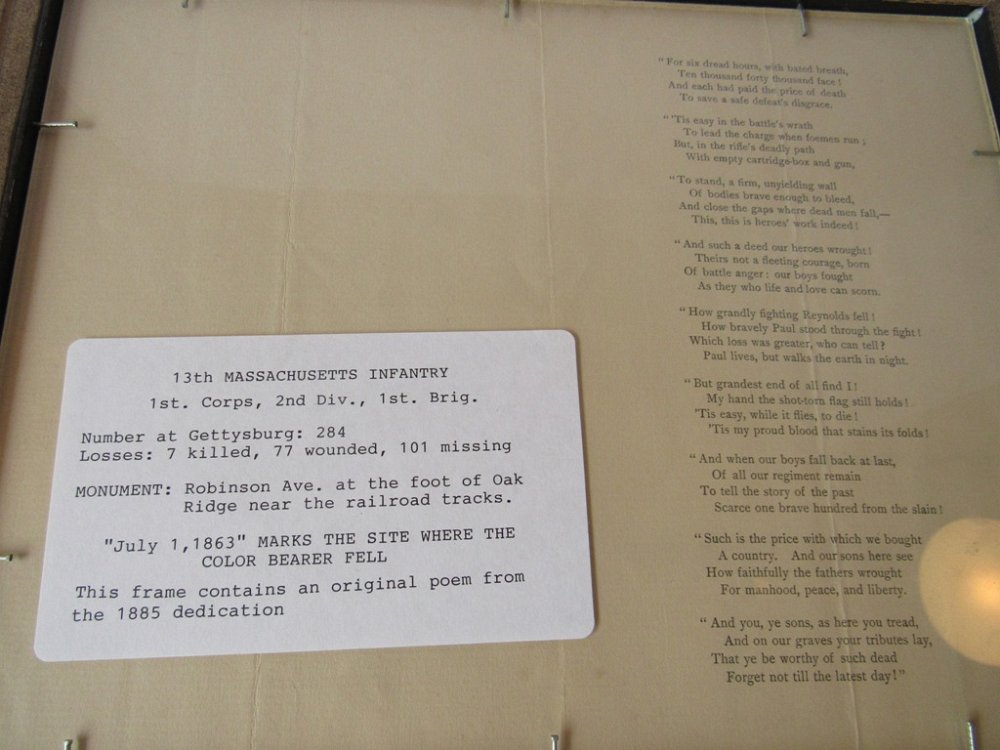 13th MASSACHUSETTS INFANTRY
1st. Corps, 2nd Div., 1st. Brig.
Number at Gettysburg: 284
Losses: 7 killed, 77 wounded, 101 missing
MONUMENT: Robinson Ave. at the foot of Oak
Ridge near the railroad tracks.
"July 1,1863" MARKS THE SITE WHERE THE
COLOR BEARER FELL
This frame contains an original poem from
the 1885 dedication
“For six dread hours, with bated breath,
Ten thousand forty thousand face!
And each had paid the price of death
To save a safe defeat's disgrace.
“'Tis easy in the battle's wrath
To lead the charge when foemen run;
But, in the rifle's deadly path
With empty cartridge-box and gun,
“To stand, a firm, unyielding wall
Of bodies brave enough to bleed,
And close the gaps where dead men fall,—
This, this is heroes' work indeed!
“And such a deed our heroes wrought!
Theirs not a fleeting courage, born
Of battle anger: our boys fought
As they who life and love can scorn.
“How grandly fighting Reynolds fell!
How bravely Paul stood through the fight!
Which loss was greater, who can tell?
Paul lives, but walks the earth in night.
“But grandest end of all find I!
My hand the shot-torn flag still holds!
'Tis easy, while it flies, to die!
'Tis my proud blood that stains its folds!
“And when our boys fall back at last,
Of all our regiment remain
To tell the story of the past
Scarce one brave hundred from the slain!
“Such is the price with which we bought
A country. And our sons here see
How faithfully the fathers wrought
For manhood, peace, and liberty.
“And you, ye sons, as here you tread,
And on our graves your tributes lay,
That ye be worthy of such dead
Forget not till the latest day!”